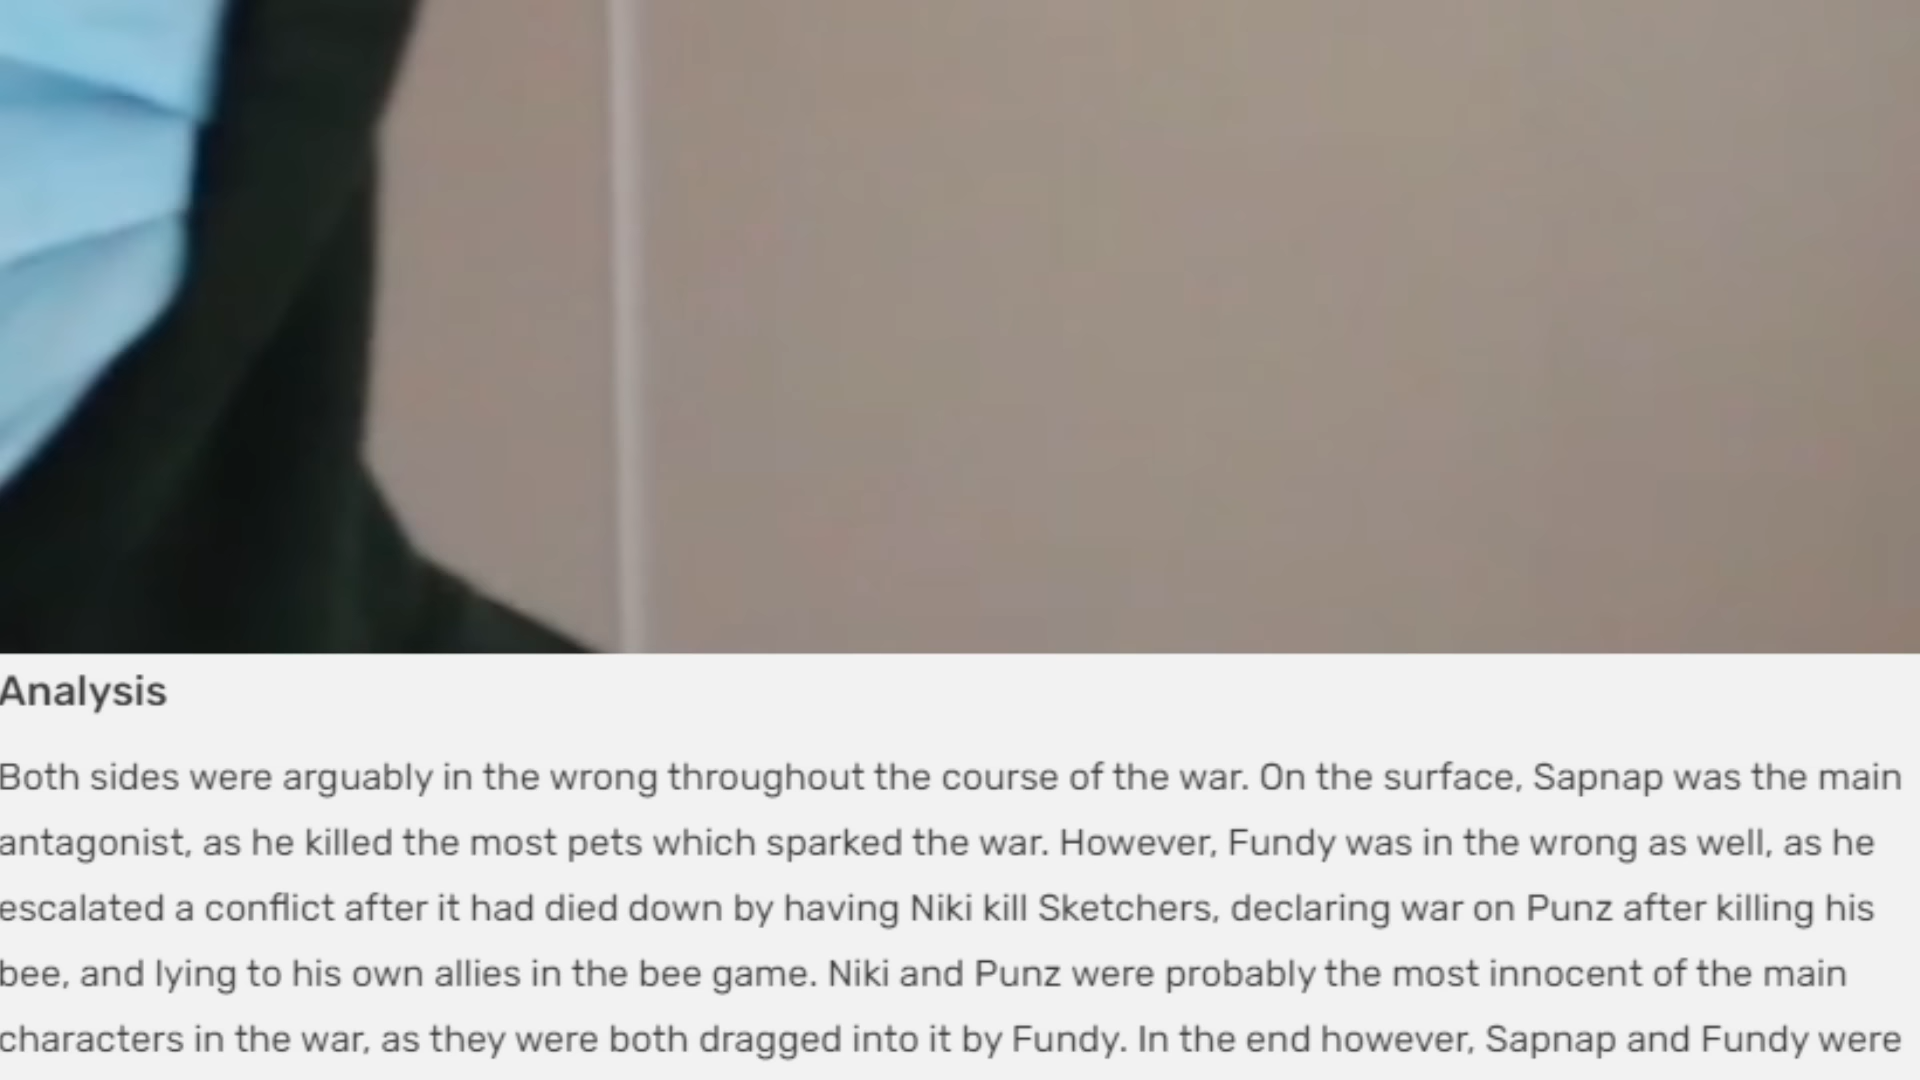 Analysis
Both sides were arguably in the wrong throughout the course of the war. On the surface, Sapnap was the main
antagonist, as he killed the most pets which sparked the war. However, Fundy was in the wrong as well, as he
escalated a conflict after it had died down by having Niki kill Sketchers, declaring war on Punz after killing his
bee, and lying to his own allies in the bee game. Niki and Punz were probably the most innocent of the main
characters in the war, as they were both dragged into it by Fundy. In the end however, Sapnap and Fundy were